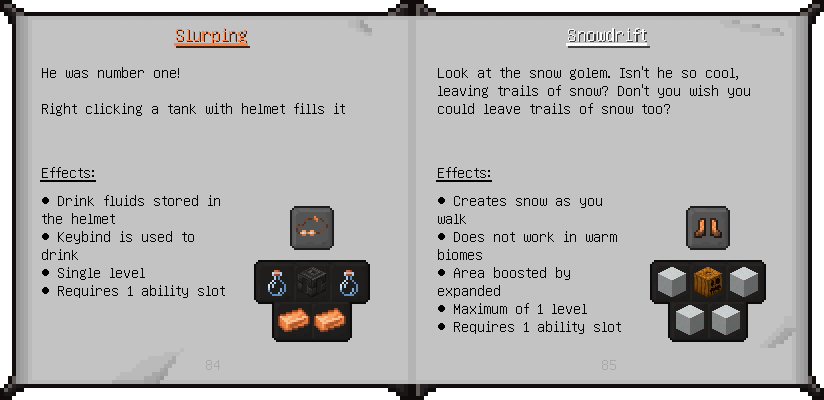 Slurping
He was number one!
Right clicking a tank with helmet fills it
Effects:
● Drink fluids stored in
the helmet
● Keybind is used to
drink
● Single level
● Requires 1 ability slot
84
Snowdrift
Look at the snow golem. Isn't he so cool,
leaving trails of snow? Don't you wish you
could leave trails of snow too?
Effects:
● Creates snow as you
walk
● Does not work in warm
biomes
● Area boosted by
expanded
● Maximum of 1 level
● Requires 1 ability slot
85